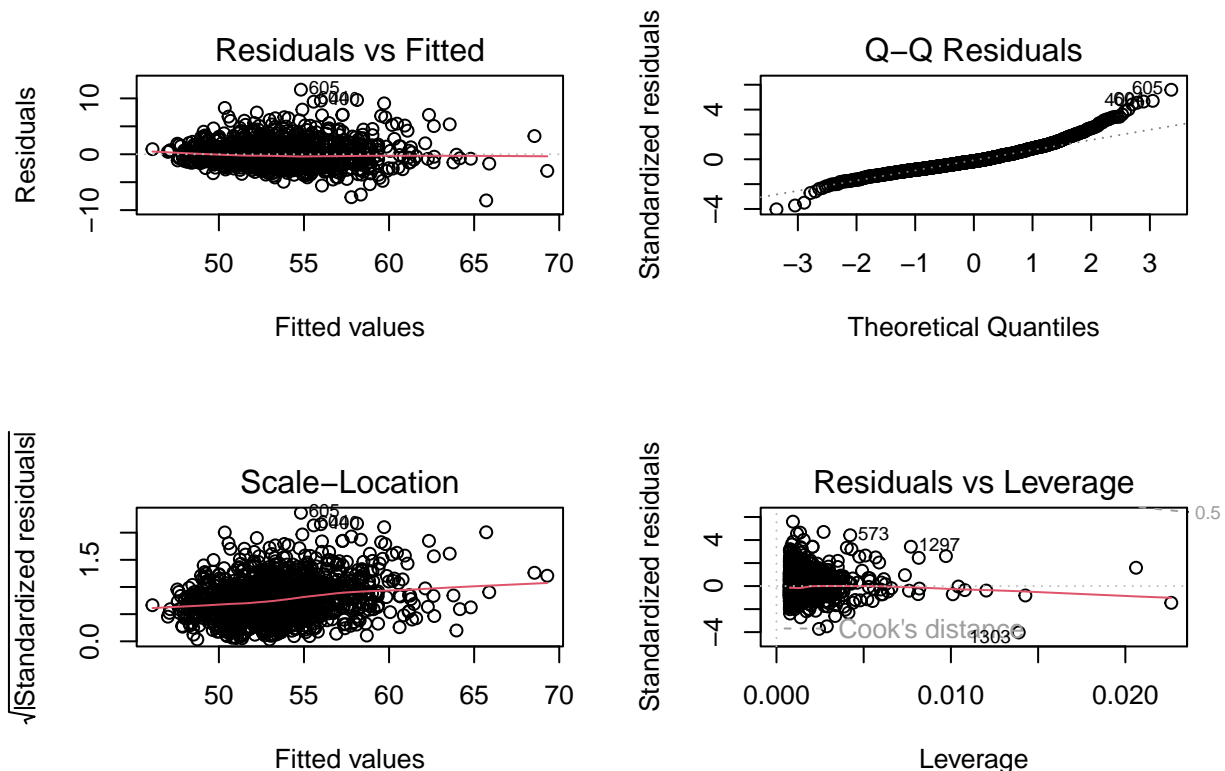 Residuals vs Fitted
Residuals
10
0
−10
605
50
55
60
65
70
Fitted values
Q−Q Residuals
Standardized residuals
4
0
−4
605
−3
−2
−1
0
1
2
3
Theoretical Quantiles
Scale−Location
√|Standardized residuals|
1.5
0.0
605
50
55
60
65
70
Fitted values
Residuals vs Leverage
Standardized residuals
4
0
−4
0.5
573
1297
Cook's distance
1303
0.000
0.010
0.020
Leverage